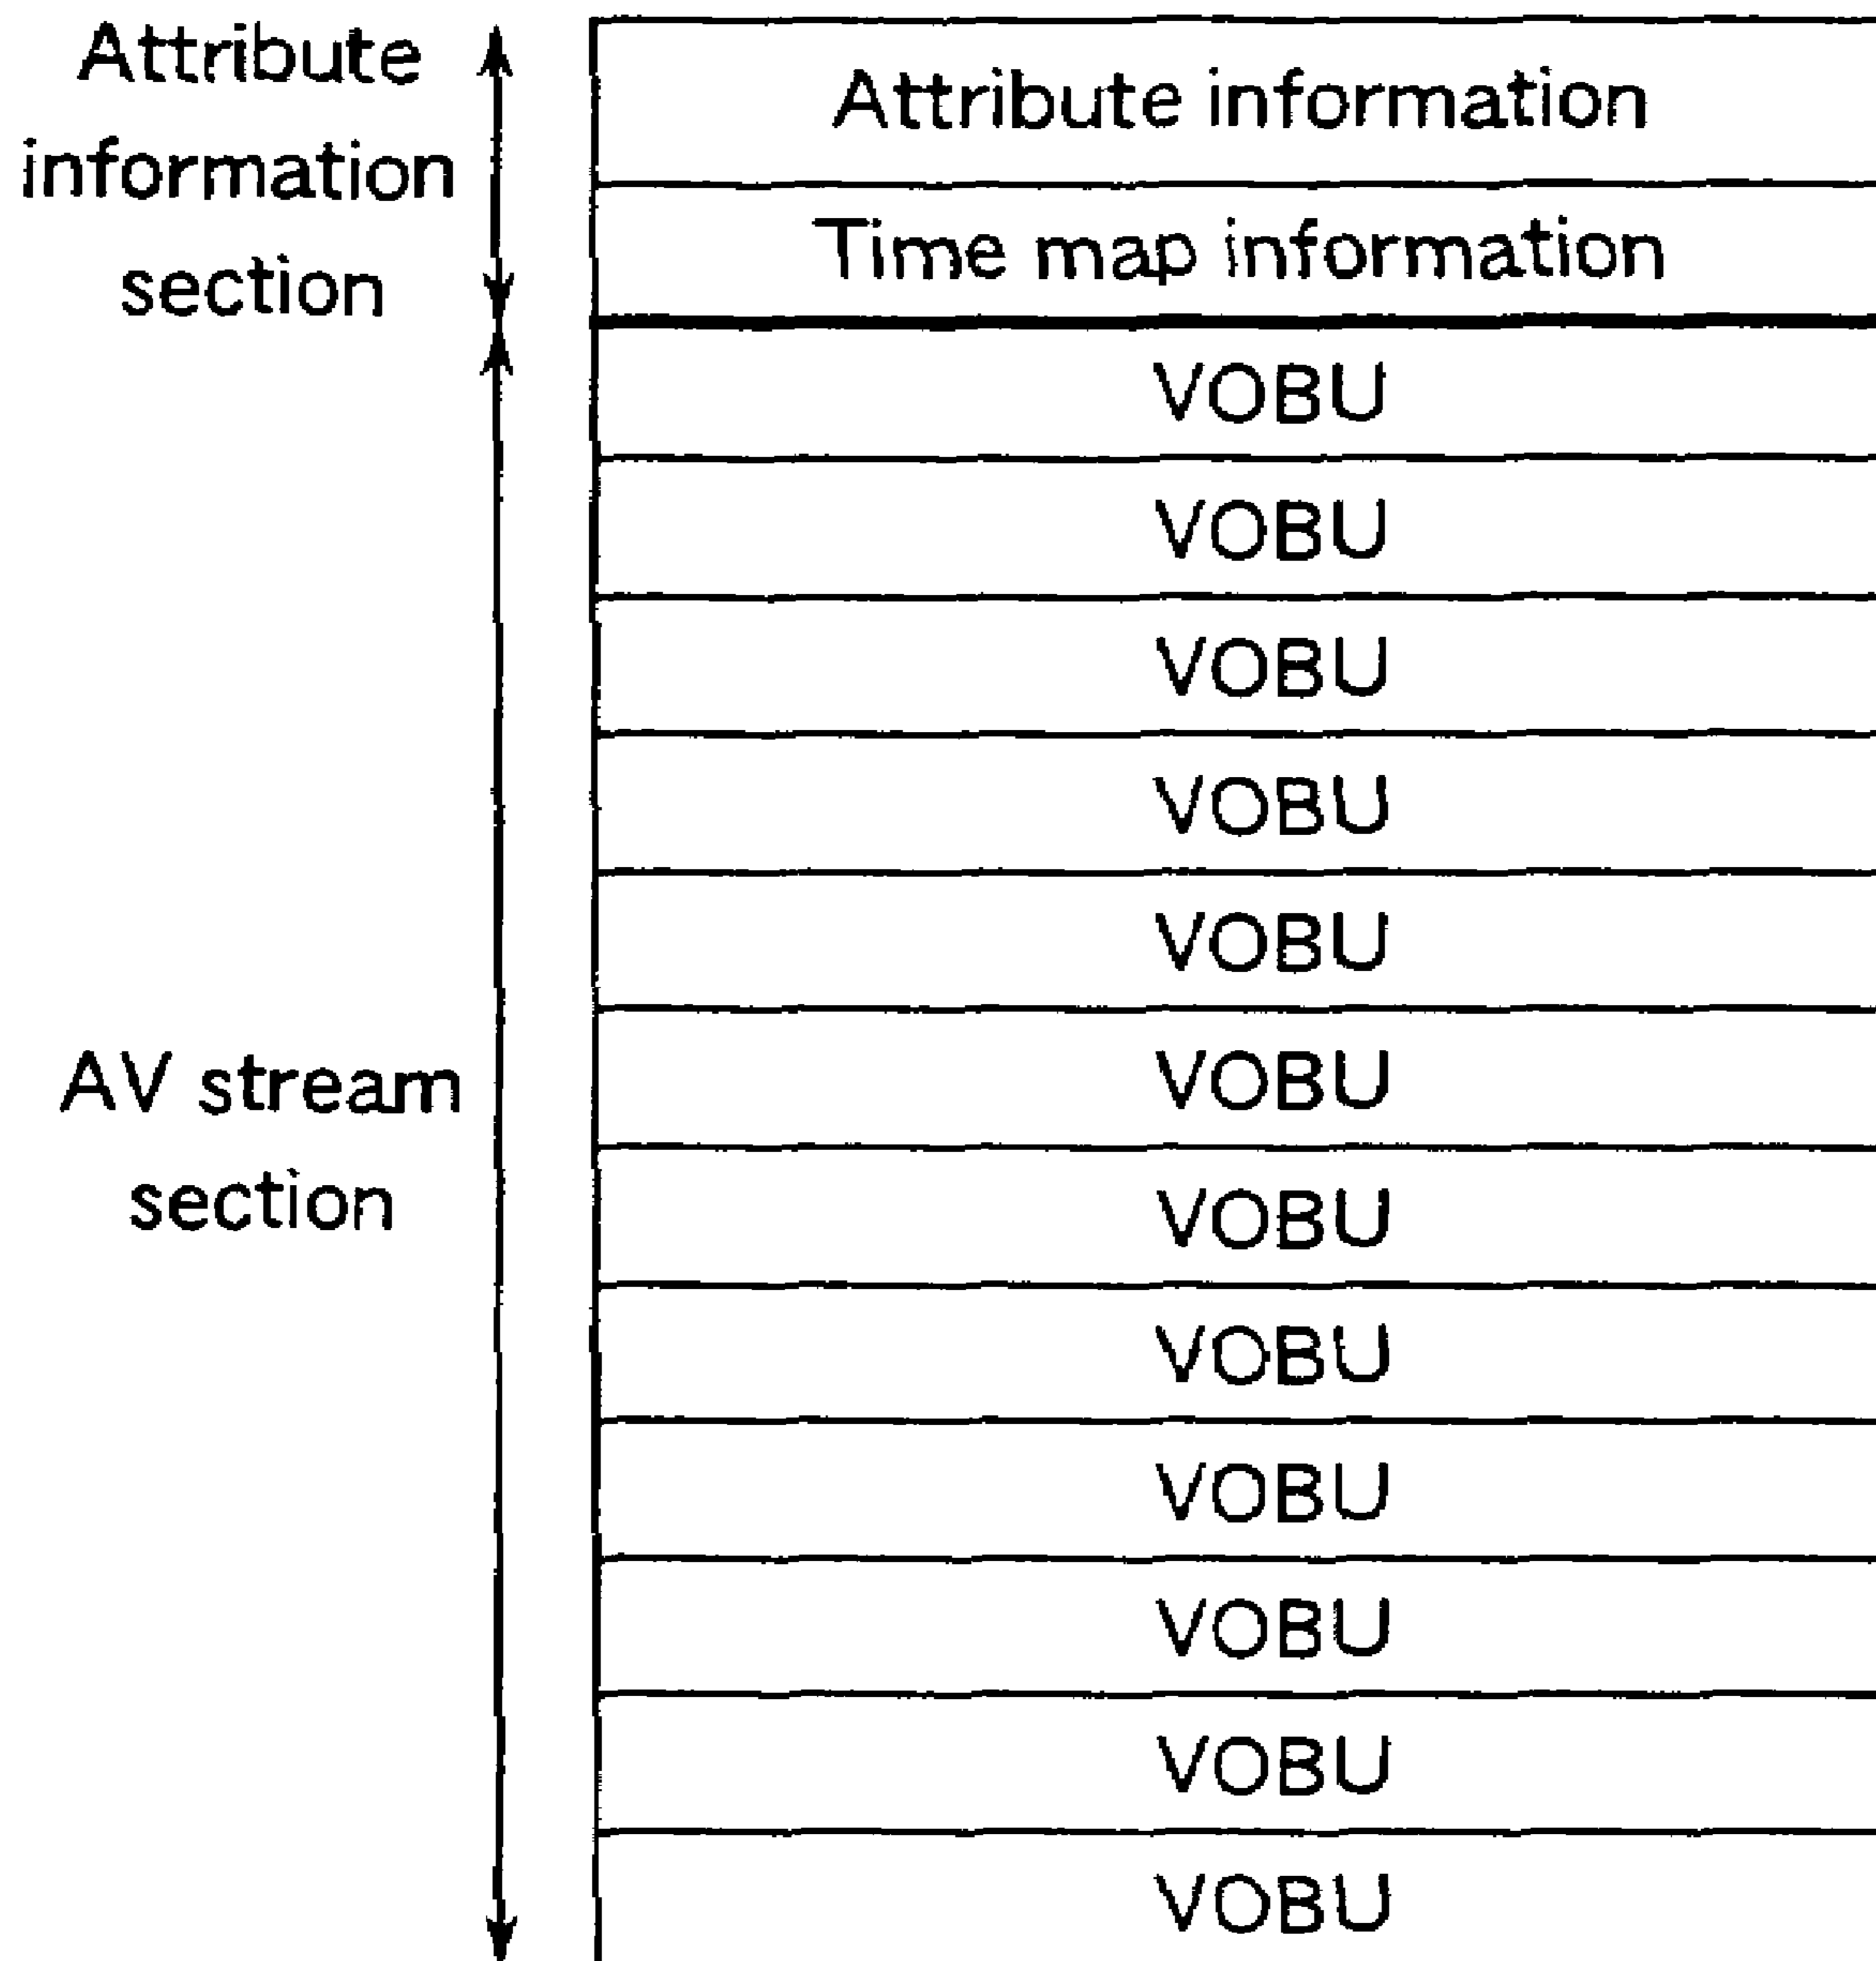 Attribute
information
section
Attribute information
Time map information
VOBU
VOBU
VOBU
VOBU
VOBU
VOBU
VOBU
VOBU
VOBU
VOBU
VOBU
VOBU
AV stream
section